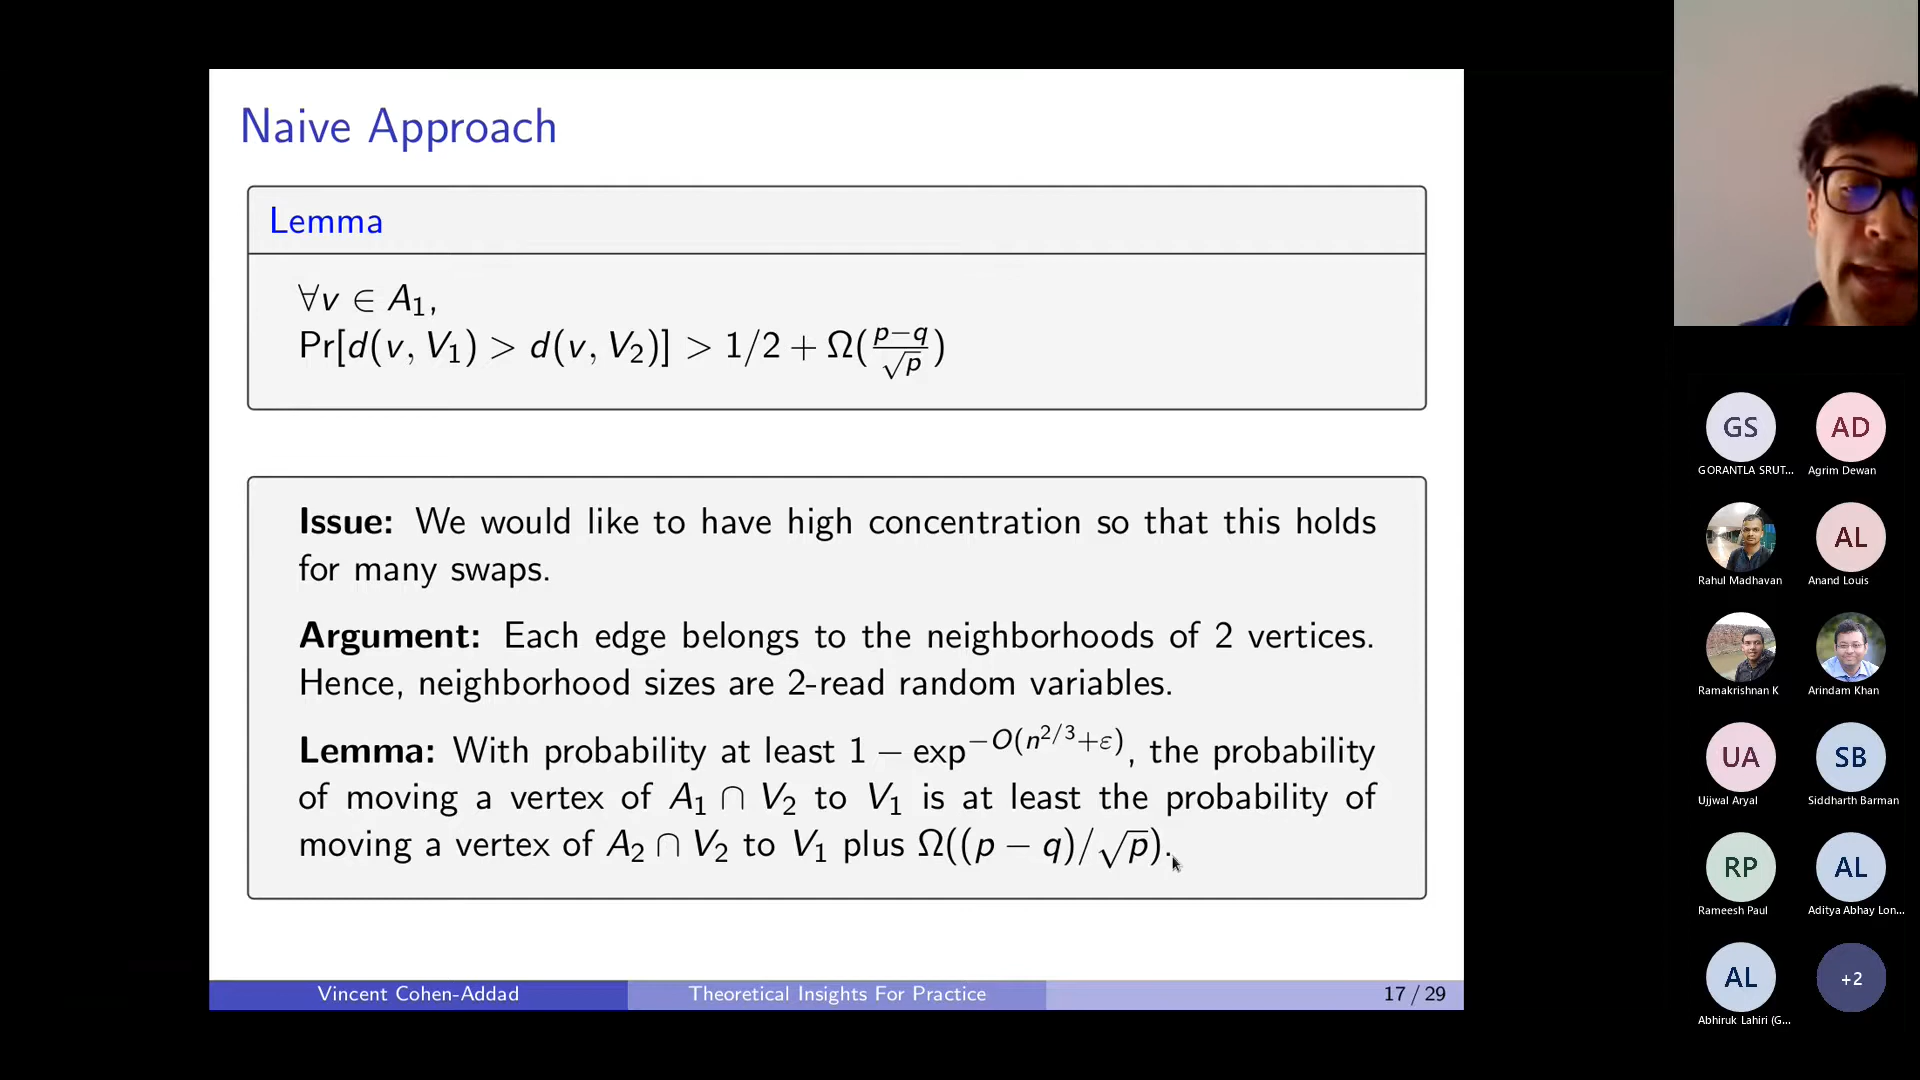 Naive Approach
Lemma
∀v ∈ A₁,
Pr[d(v, V₁) > d(v, V₂)] > 1/2 + Ω((p−q)/√p)
Issue: We would like to have high concentration so that this holds
for many swaps.
Argument: Each edge belongs to the neighborhoods of 2 vertices.
Hence, neighborhood sizes are 2-read random variables.
Lemma: With probability at least 1 − exp^{−O(n^{2/3}+ε)}, the probability
of moving a vertex of A₁ ∩ V₂ to V₁ is at least the probability of
moving a vertex of A₂ ∩ V₂ to V₁ plus Ω((p − q)/√p).
Vincent Cohen-Addad
Theoretical Insights For Practice
17 / 29
GS
AD
GORANTLA SRUT...
Agrim Dewan
AL
Rahul Madhavan
Anand Louis
Ramakrishnan K
Arindam Khan
UA
SB
Ujjwal Aryal
Siddharth Barman
RP
AL
Rameesh Paul
Aditya Abhay Lon...
AL
+2
Abhiruk Lahiri (G...